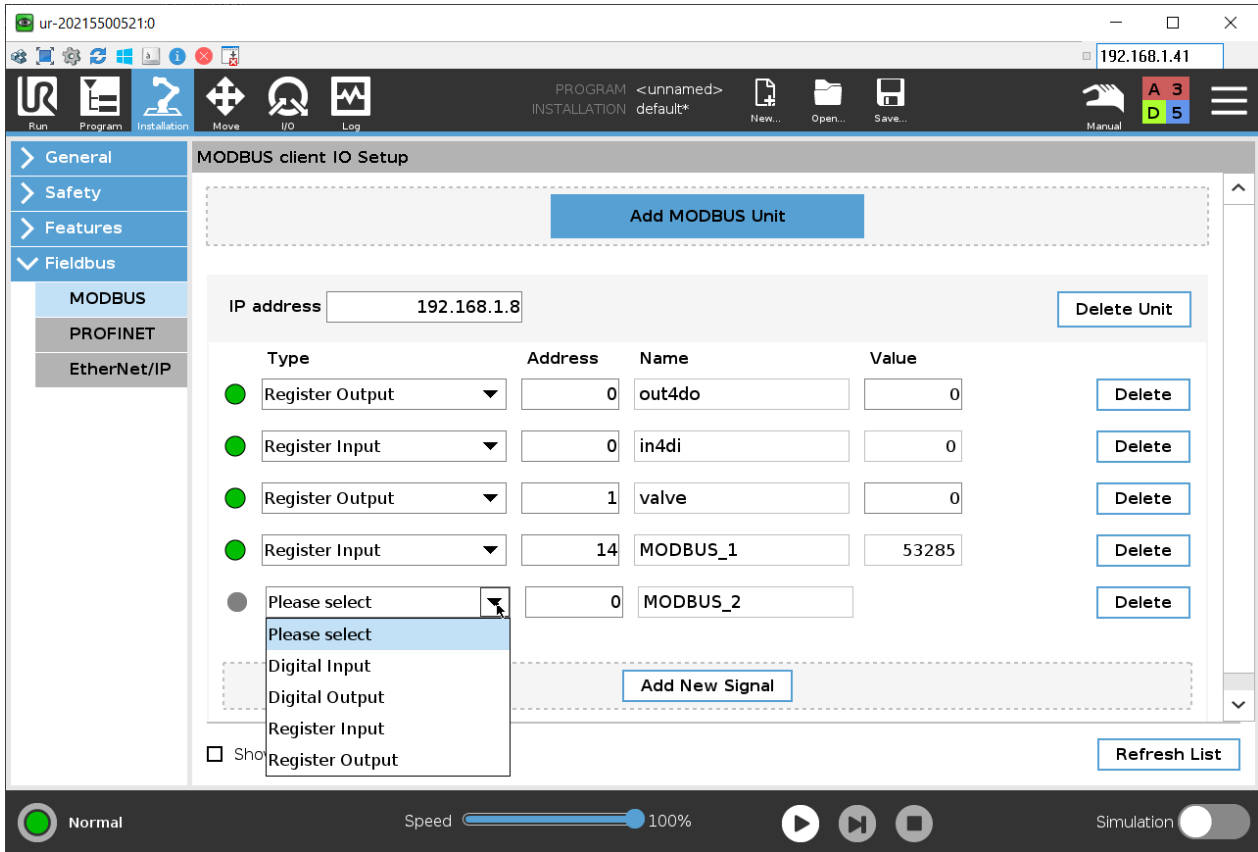 ur-20215500521:0
192.168.1.41
UR
Run
Program
Installation
Move
I/O
Log
PROGRAM <unnamed>
INSTALLATION default*
New...
Open...
Save...
Manual
A 3
D 5
General
Safety
Features
Fieldbus
MODBUS
PROFINET
EtherNet/IP
MODBUS client IO Setup
Add MODBUS Unit
IP address 192.168.1.8 Delete Unit
Type Address Name Value
Register Output 0 out4do 0 Delete
Register Input 0 in4di 0 Delete
Register Output 1 valve 0 Delete
Register Input 14 MODBUS_1 53285 Delete
Please select 0 MODBUS_2 Delete
Please select
Digital Input
Digital Output
Register Input
Register Output
Add New Signal
Refresh List
Normal
Speed 100%
Simulation